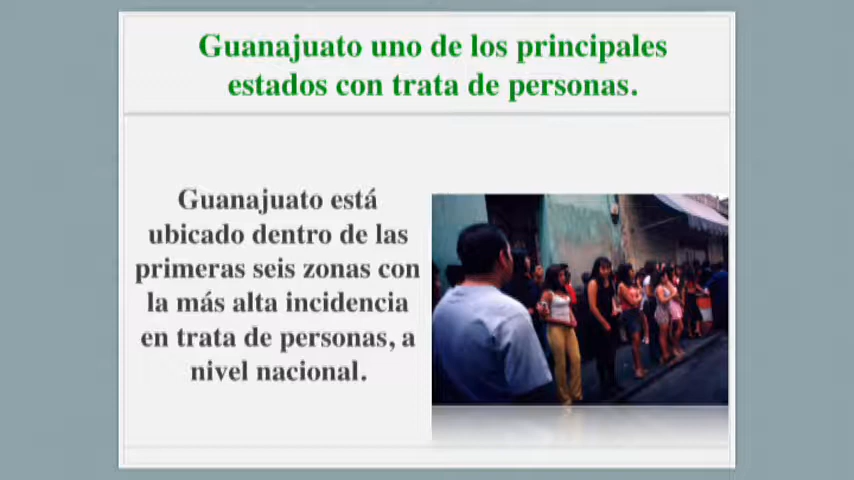 Guanajuato uno de los principales
estados con trata de personas.
Guanajuato está
ubicado dentro de las
primeras seis zonas con
la más alta incidencia
en trata de personas, a
nivel nacional.